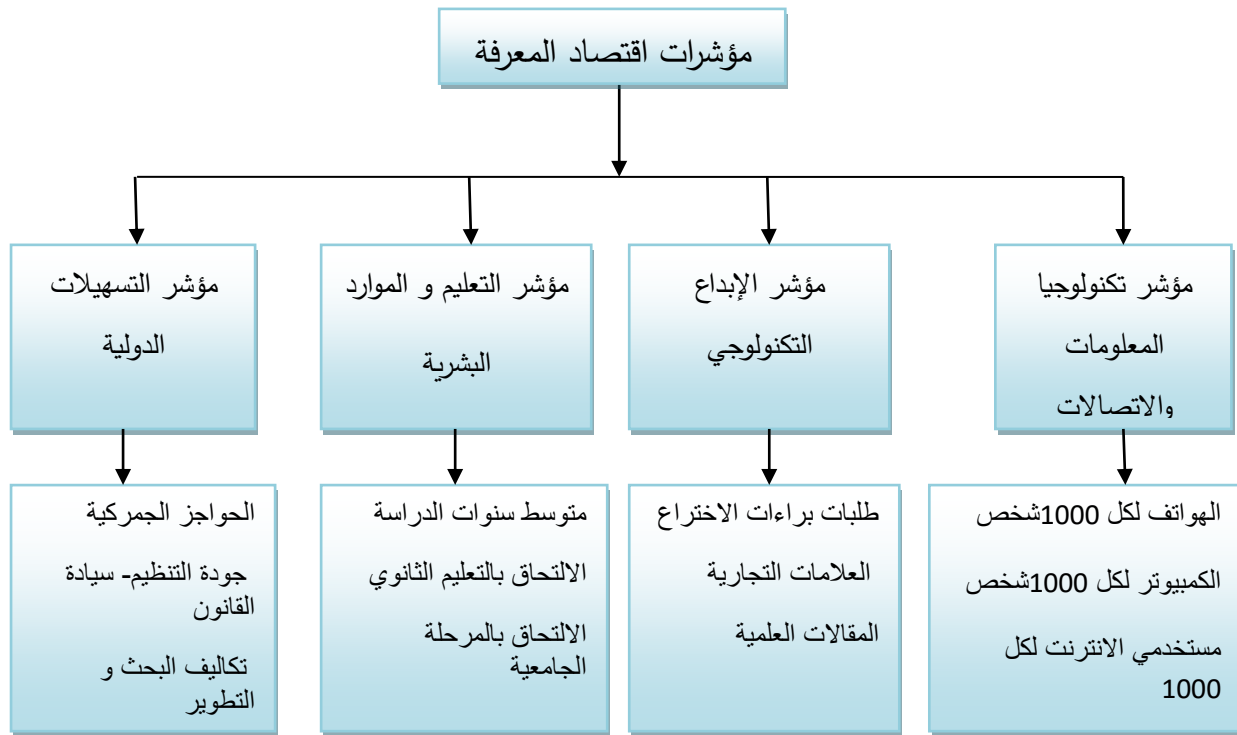 مؤشرات اقتصاد المعرفة
مؤشر تكنولوجيا
المعلومات
والاتصالات
مؤشر الإبداع
التكنولوجي
مؤشر التعليم و الموارد
البشرية
مؤشر التسهيلات
الدولية
الهواتف لكل 1000شخص
الكمبيوتر لكل 1000شخص
مستخدمي الانترنت لكل
1000
طلبات براءات الاختراع
العلامات التجارية
المقالات العلمية
متوسط سنوات الدراسة
الالتحاق بالتعليم الثانوي
الالتحاق بالمرحلة
الجامعية
الحواجز الجمركية
جودة التنظيم- سيادة
القانون
تكاليف البحث و
التطوير